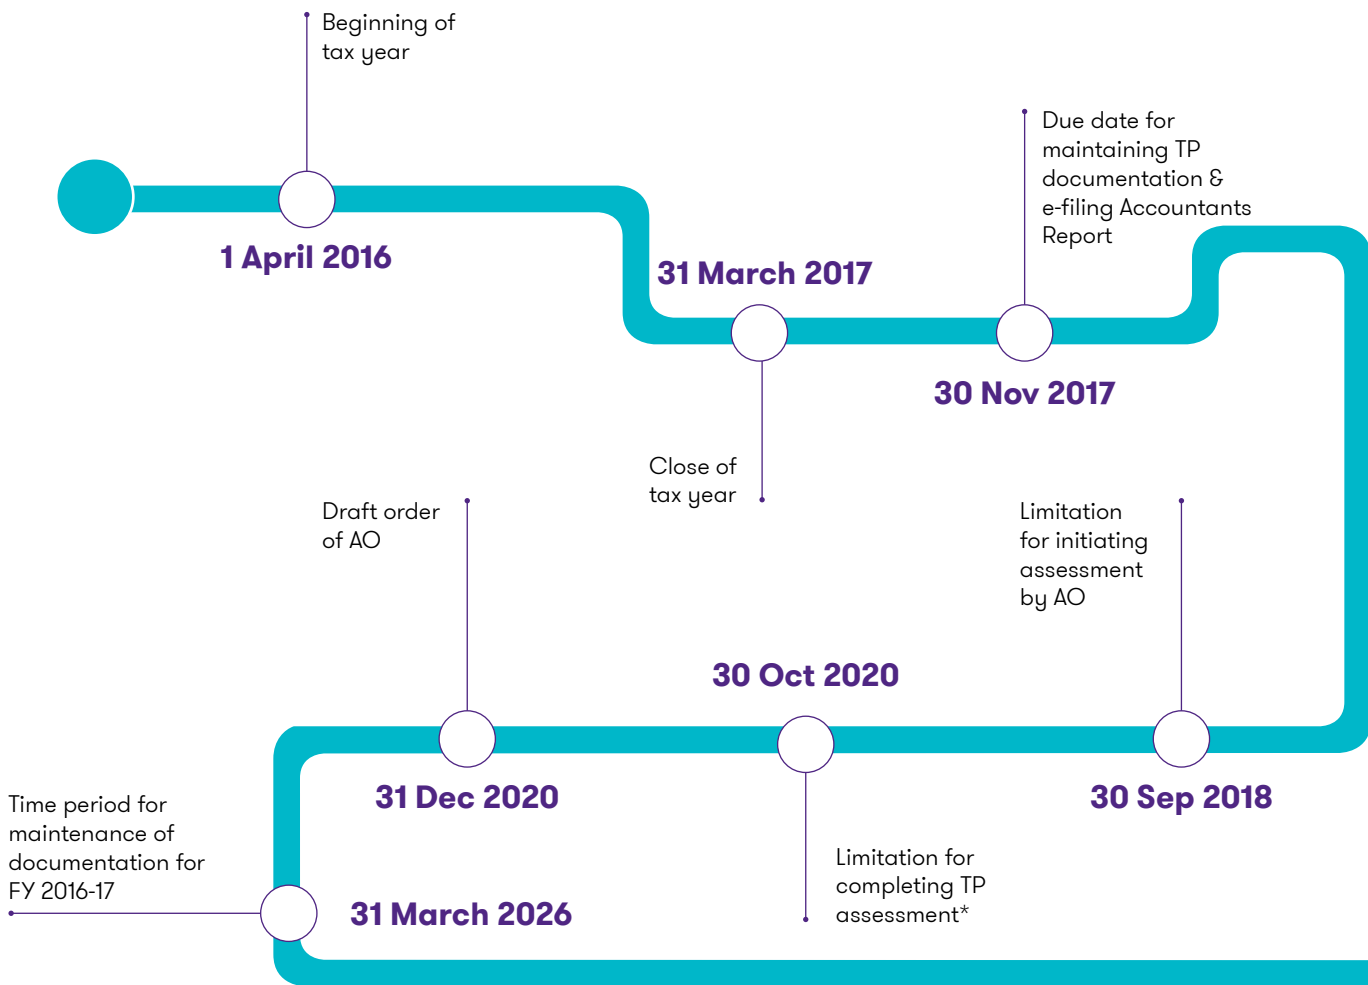 Beginning of
tax year
1 April 2016
31 March 2017
Close of
tax year
Due date for
maintaining TP
documentation &
e-filing Accountants
Report
30 Nov 2017
Limitation
for initiating
assessment
by AO
30 Sep 2018
30 Oct 2020
Limitation for
completing TP
assessment*
Draft order
of AO
31 Dec 2020
Time period for
maintenance of
documentation for
FY 2016-17
31 March 2026